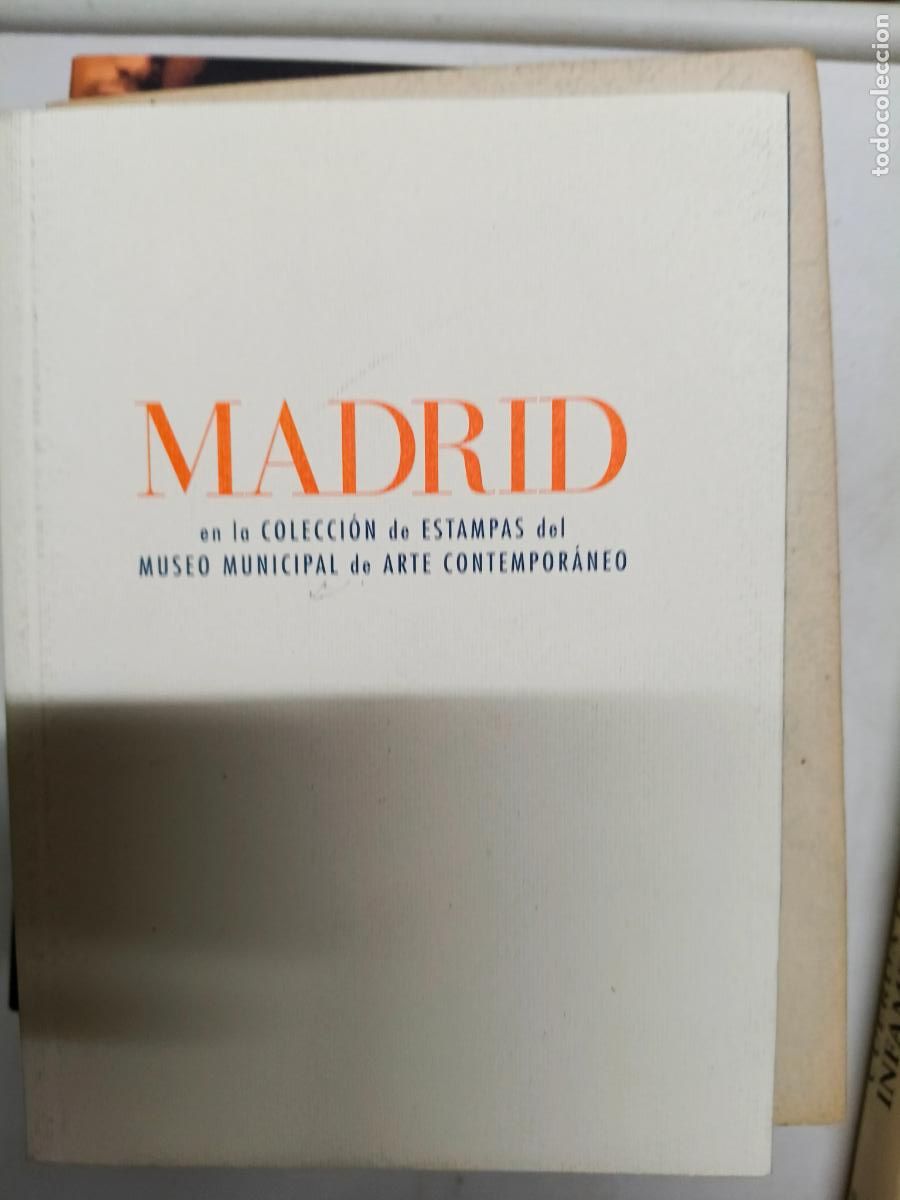 MADRID
en la COLECCIÓN de ESTAMPAS del
MUSEO MUNICIPAL de ARTE CONTEMPORÁNEO
todocoleccion